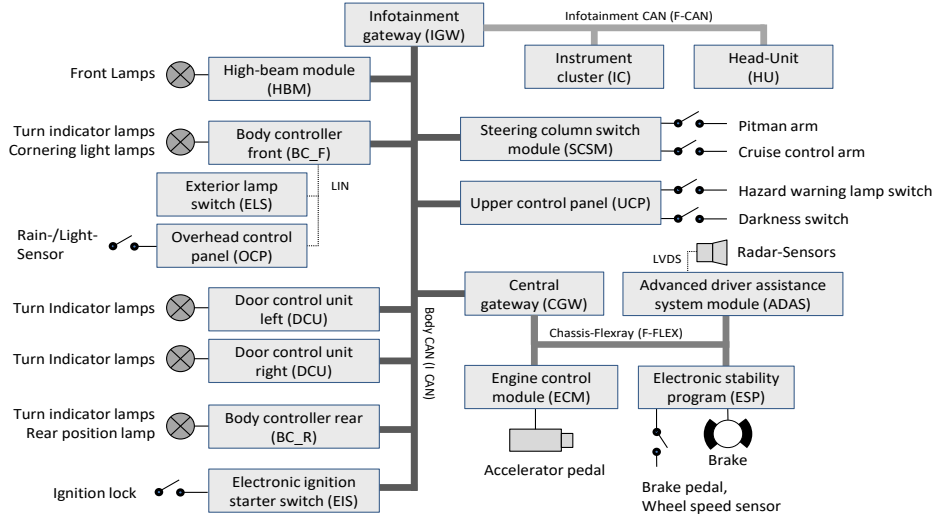 Infotainment
gateway (IGW)
Infotainment CAN (F-CAN)
Instrument
cluster (IC)
Head-Unit
(HU)
Front Lamps
High-beam module
(HBM)
Turn indicator lamps
Cornering light lamps
Body controller
front (BC_F)
LIN
Exterior lamp
switch (ELS)
Rain-/Light-
Sensor
Overhead control
panel (OCP)
Steering column switch
module (SCSM)
Pitman arm
Cruise control arm
Upper control panel (UCP)
Hazard warning lamp switch
Darkness switch
LVDS
Radar-Sensors
Turn Indicator lamps
Door control unit
left (DCU)
Central
gateway (CGW)
Advanced driver assistance
system module (ADAS)
Body CAN (I CAN)
Chassis-Flexray (F-FLEX)
Turn Indicator lamps
Door control unit
right (DCU)
Engine control
module (ECM)
Electronic stability
program (ESP)
Turn indicator lamps
Rear position lamp
Body controller rear
(BC_R)
Accelerator pedal
Brake
Brake pedal,
Wheel speed sensor
Ignition lock
Electronic ignition
starter switch (EIS)